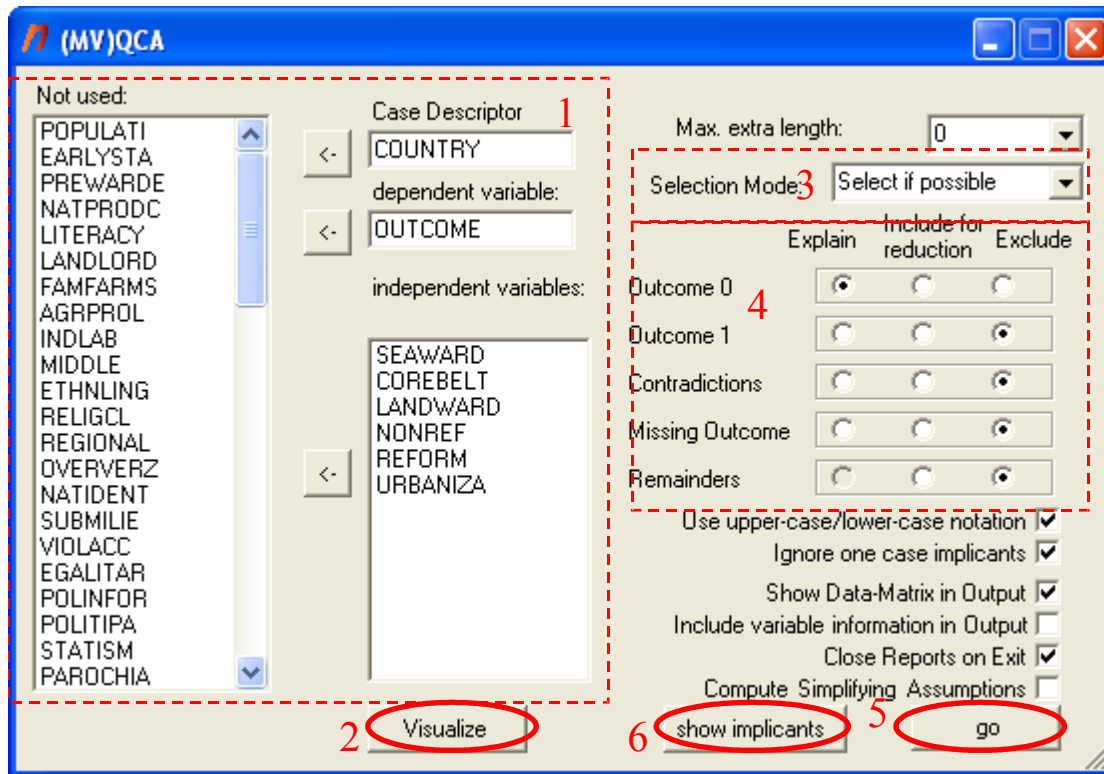 (MV)QCA
Not used:
POPULATI
EARLYSTA
PREWARDE
NATPRODC
LITERACY
LANDLORD
FAMFARMS
AGRPROL
INDLAB
MIDDLE
ETHNLING
RELIGCL
REGIONAL
OVERVERZ
NATIDENT
SUBMILIE
VIOLACC
EGALITAR
POLINFOR
POLITIPA
STATISM
PAROCHIA
Case Descriptor
1
<- COUNTRY
dependent variable:
<- OUTCOME
independent variables:
SEAWARD
COREBELT
LANDWARD
NONREF
REFORM
URBANIZA
<-
2 Visualize
Max. extra length: 0
Selection Mode: 3 Select if possible
Explain Include for reduction Exclude
Outcome 0
4
Outcome 1
Contradictions
Missing Outcome
Remainders
Use upper-case/lower-case notation
Ignore one case implicants
Show Data-Matrix in Output
Include variable information in Output
Close Reports on Exit
Compute Simplifying Assumptions
6 show implicants
5 go